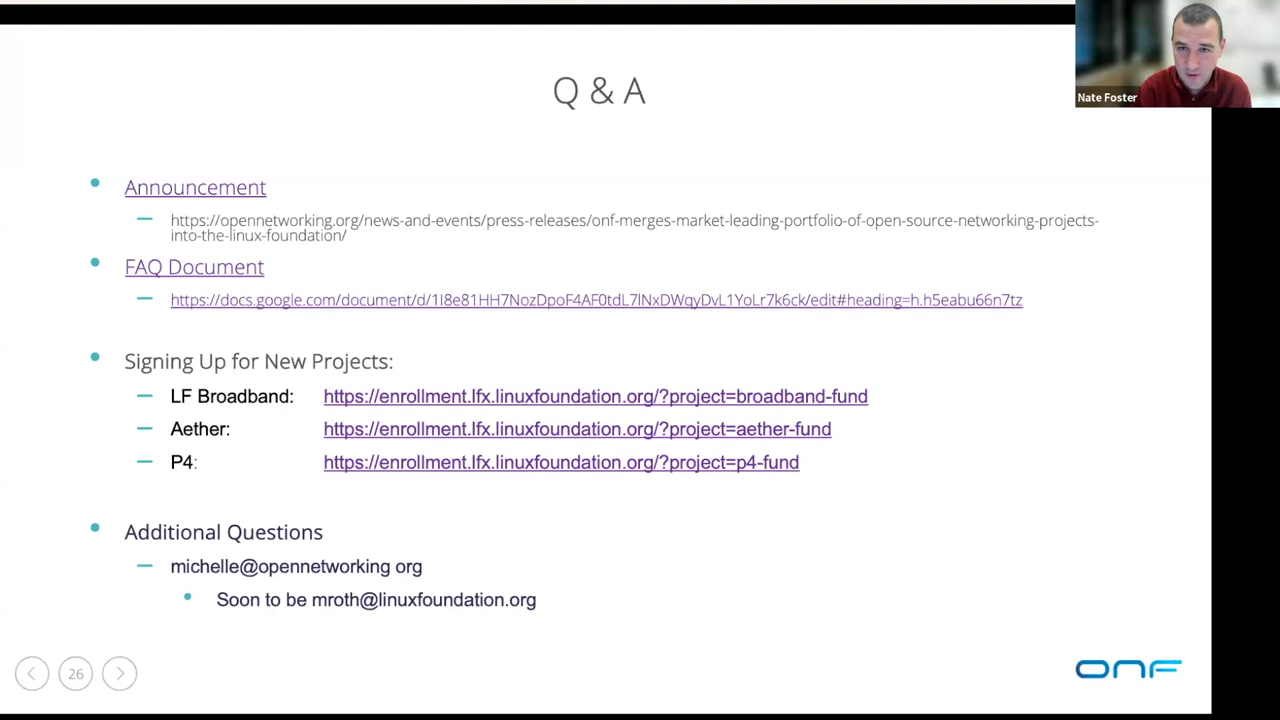 Nate Foster
Q & A
Announcement
https://opennetworking.org/news-and-events/press-releases/onf-merges-market-leading-portfolio-of-open-source-networking-projects-
into-the-linux-foundation/
FAQ Document
https://docs.google.com/document/d/1I8e81HH7NozDpoF4AF0tdL7lNxDWqyDvL1YoLr7k6ck/edit#heading=h.h5eabu66n7tz
Signing Up for New Projects:
LF Broadband: https://enrollment.lfx.linuxfoundation.org/?project=broadband-fund
Aether: https://enrollment.lfx.linuxfoundation.org/?project=aether-fund
P4: https://enrollment.lfx.linuxfoundation.org/?project=p4-fund
Additional Questions
michelle@opennetworking org
Soon to be mroth@linuxfoundation.org
26
ONF